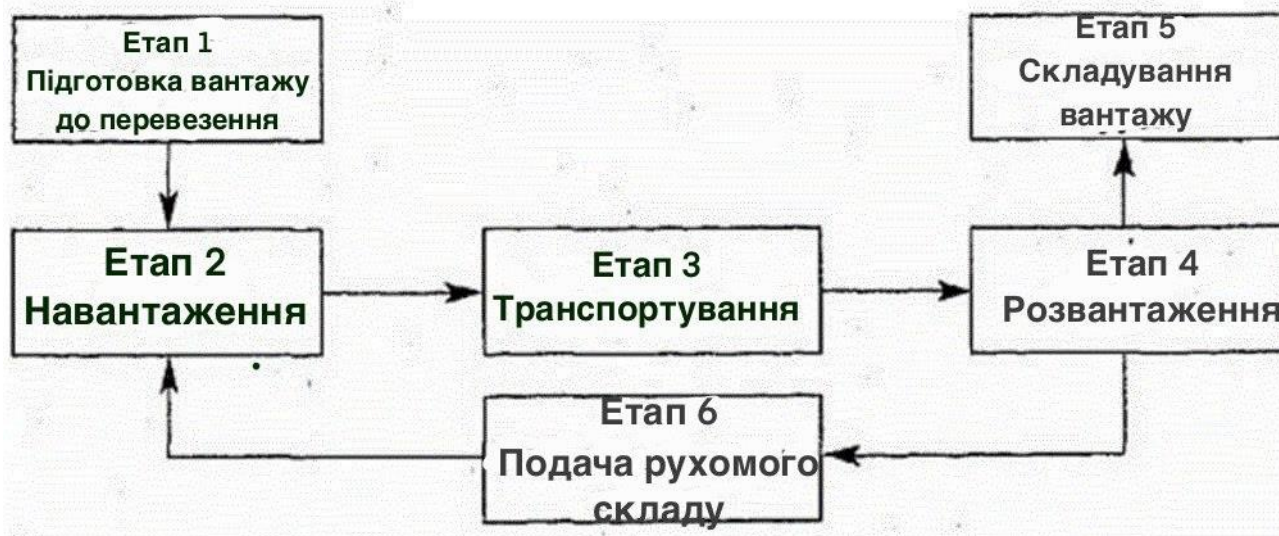 Етап 1
Підготовка вантажу
до перевезення
Етап 5
Складування
вантажу
Етап 2
Навантаження
Етап 3
Транспортування
Етап 4
Розвантаження
Етап 6
Подача рухомого
складу